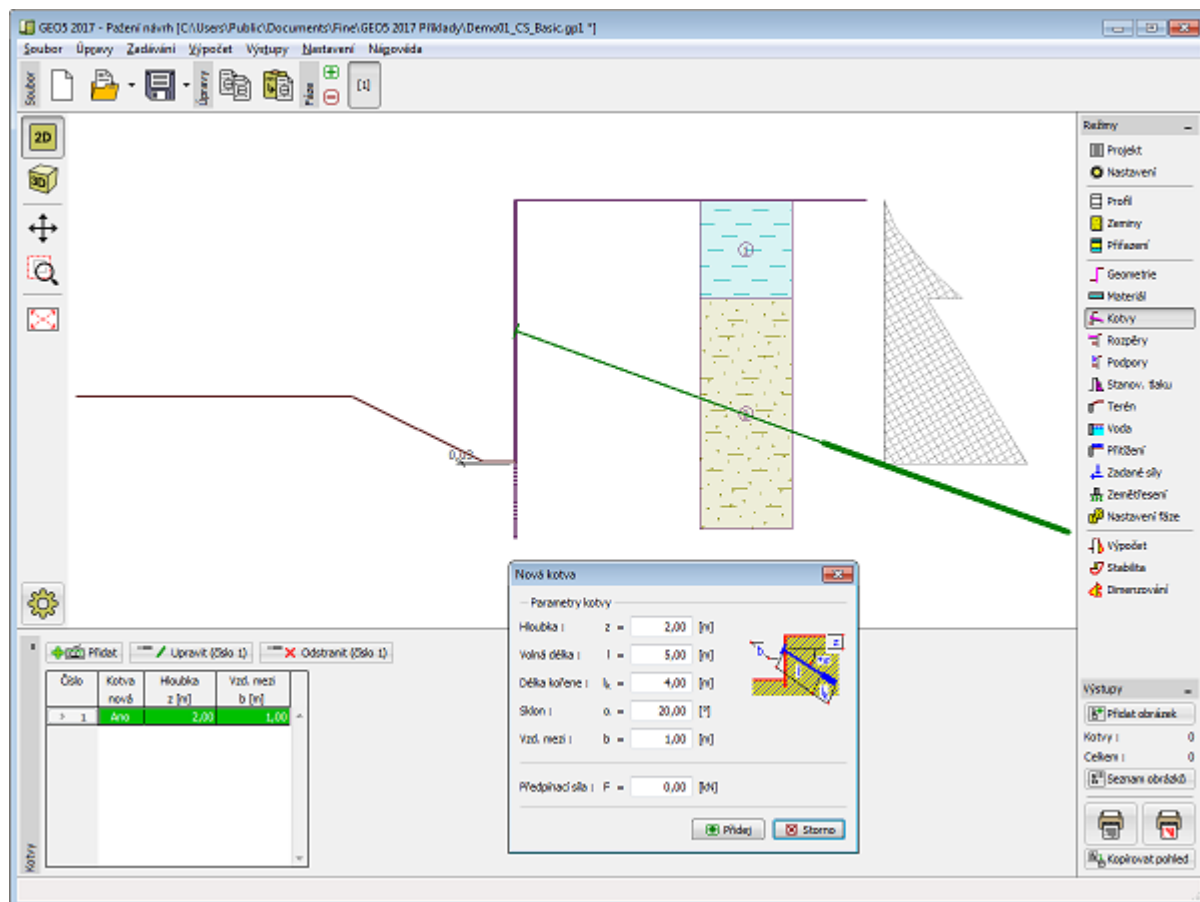 GEO5 2017 - Pažení návrh [C:\Users\Public\Documents\Fine\GEO5 2017 Příklady\Demo01_CS_Basic.gp1 *]
Soubor Úpravy Zadávání Výpočet Výstupy Nastavení Nápověda
Soubor
Úpravy
Fáze
[1]
2D
3D
1
2
Režimy
Projekt
Nastavení
Profil
Zeminy
Přiřazení
Geometrie
Materiál
Kotvy
Rozpěry
Podpory
Stanov. tlaku
Terén
Voda
Přitížení
Zadané síly
Zemětřesení
Nastavení fáze
Výpočet
Stabilita
Dimenzování
Nová kotva
Parametry kotvy
Hloubka : z = 2,00 [m]
Volná délka : l = 5,00 [m]
Délka kořene : lk = 4,00 [m]
Sklon : α = 20,00 [°]
Vzd. mezi : b = 1,00 [m]
Předpínací síla : F = 0,00 [kN]
Přidej Storno
Přidat Upravit (číslo 1) Odstranit (číslo 1)
Číslo Kotva Hloubka Vzd. mezi
nová z [m] b [m]
1 Ano 2,00 1,00
Kotvy
Výstupy
Přidat obrázek
Kotvy : 0
Celkem : 0
Seznam obrázků
Kopírovat pohled